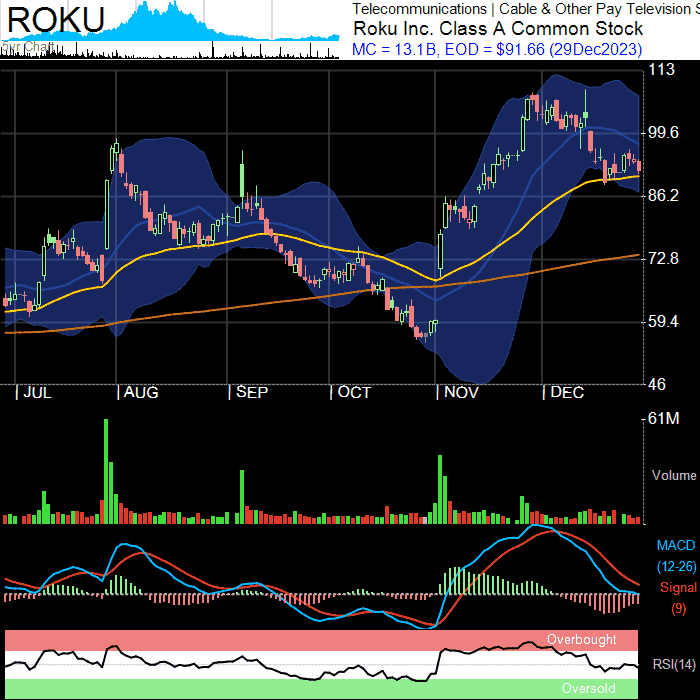 ROKU
Telecommunications | Cable & Other Pay Television S
Roku Inc. Class A Common Stock
MC = 13.1B, EOD = $91.66 (29Dec2023)
113
99.6
86.2
72.8
59.4
46
JUL AUG SEP OCT NOV DEC
61M
Volume
MACD
(12-26)
Signal
(9)
Overbought
RSI(14)
Oversold